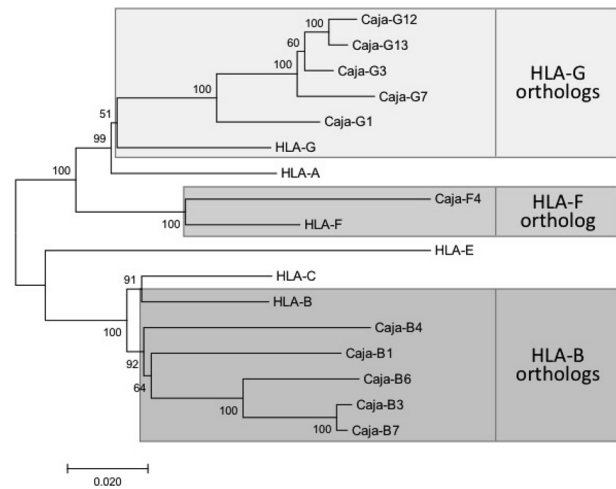 100
Caja-G12
60
Caja-G13
100
Caja-G3
100
Caja-G7
Caja-G1
51
HLA-G
99
HLA-A
100
Caja-F4
100
HLA-F
HLA-E
91
HLA-C
HLA-B
100
Caja-B4
92
Caja-B1
64
Caja-B6
100
Caja-B3
100
Caja-B7
HLA-G
orthologs
HLA-F
ortholog
HLA-B
orthologs
0.020